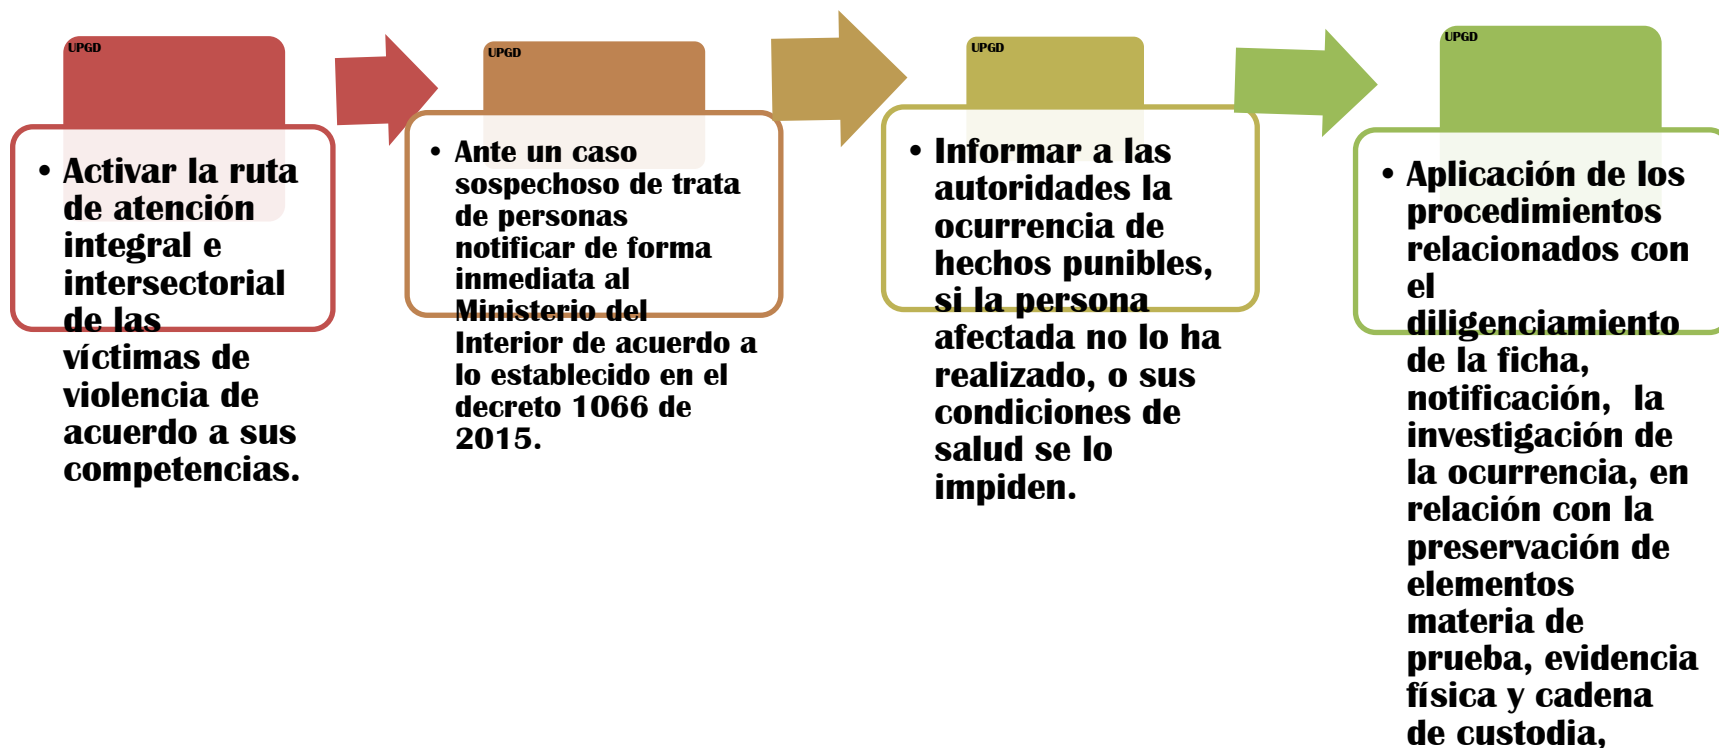 UPGD
• Activar la ruta
de atención
integral e
intersectorial
de las
víctimas de
violencia de
acuerdo a sus
competencias.
UPGD
• Ante un caso
sospechoso de trata
de personas
notificar de forma
inmediata al
Ministerio del
Interior de acuerdo a
lo establecido en el
decreto 1066 de
2015.
UPGD
• Informar a las
autoridades la
ocurrencia de
hechos punibles,
si la persona
afectada no lo ha
realizado, o sus
condiciones de
salud se lo
impiden.
UPGD
• Aplicación de los
procedimientos
relacionados con
el
diligenciamiento
de la ficha,
notificación,  la
investigación de
la ocurrencia, en
relación con la
preservación de
elementos
materia de
prueba, evidencia
física y cadena
de custodia,